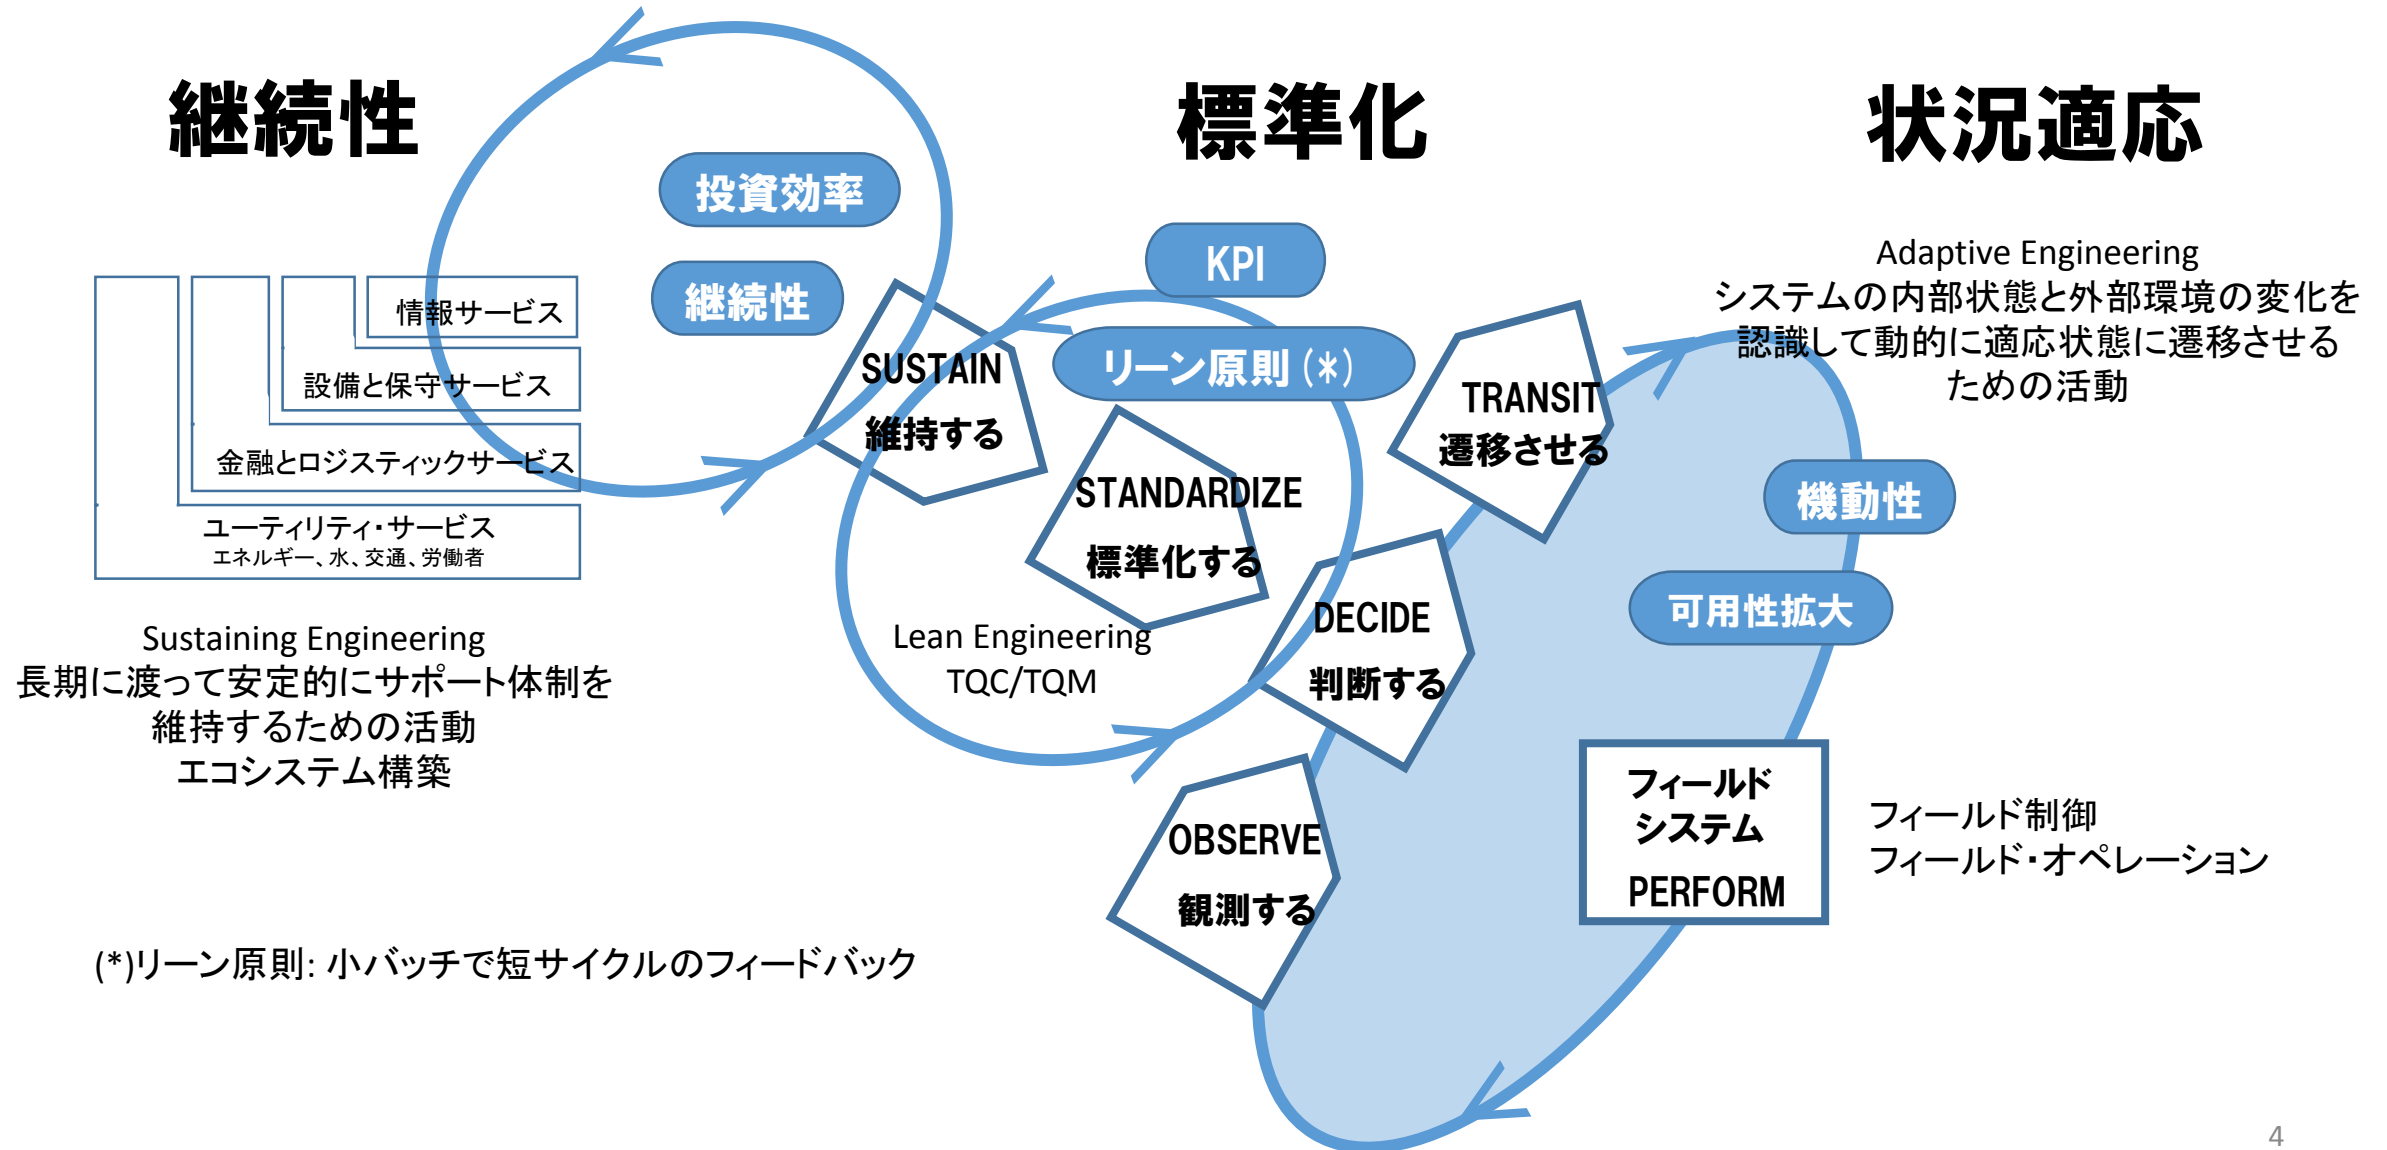 継続性
標準化
状況適応
投資効率
継続性
情報サービス
設備と保守サービス
金融とロジスティックサービス
ユーティリティ・サービス
エネルギー、水、交通、労働者
Sustaining Engineering
長期に渡って安定的にサポート体制を
維持するための活動
エコシステム構築
SUSTAIN
維持する
KPI
リーン原則(*)
STANDARDIZE
標準化する
Lean Engineering
TQC/TQM
TRANSIT
遷移させる
DECIDE
判断する
OBSERVE
観測する
Adaptive Engineering
システムの内部状態と外部環境の変化を
認識して動的に適応状態に遷移させる
ための活動
機動性
可用性拡大
フィールド
システム
PERFORM
フィールド制御
フィールド・オペレーション
(*)リーン原則: 小バッチで短サイクルのフィードバック
4